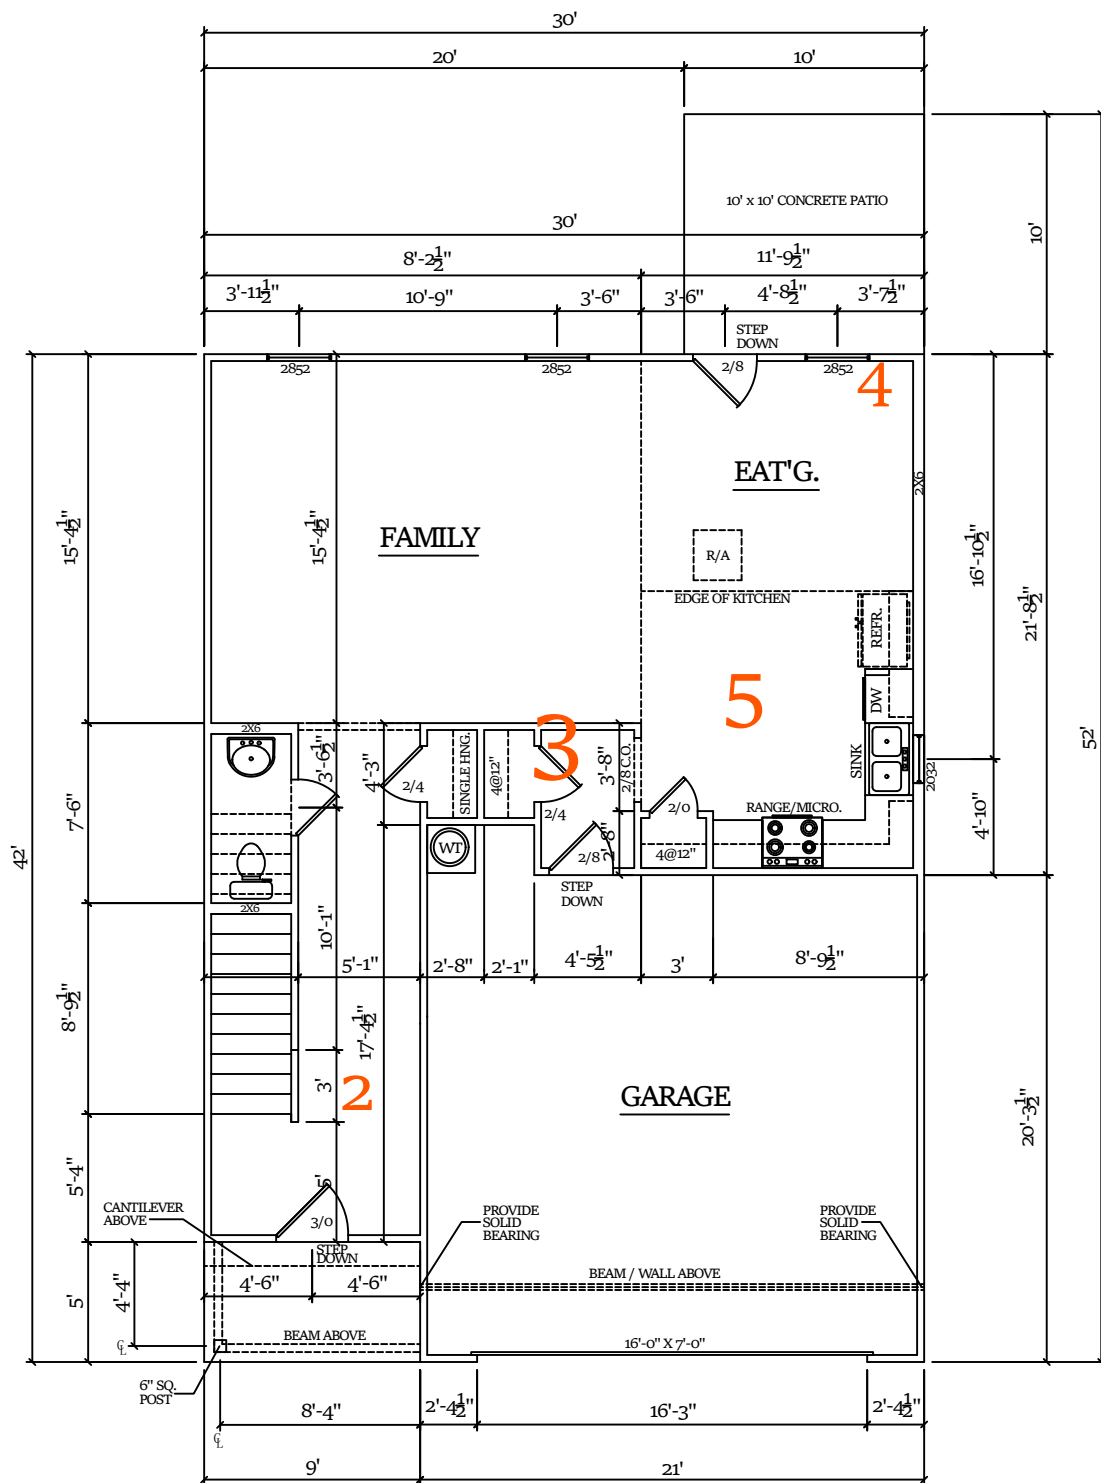 30'
20'
10'
10' x 10' CONCRETE PATIO
10'
30'
8'-2½"
11'-9½"
3'-11½"
10'-9"
3'-6"
3'-6"
4'-8½"
3'-7½"
STEP
DOWN
2852
2852
2/8
2852
4
EAT'G.
2X6
FAMILY
15'-4½"
15'-4½"
R/A
16'-10½"
21'-8½"
EDGE OF KITCHEN
REFR.
DW
5
3
52'
2X6
3'-6½"
4'-3"
SINGLE HNG.
4@12"
3'-8"
2/8 C.O.
SINK
2032
2/4
2/4
2/0
RANGE/MICRO.
7'-6"
42'
WT
2/8
2'-8"
4@12"
4'-10"
STEP
DOWN
2X6
10'-1"
5'-1"
2'-8"
2'-1"
4'-5½"
3'
8'-9½"
8'-9½"
17'-4½"
3'
2
GARAGE
20'-3½"
5'-4"
5'
CANTILEVER
ABOVE
3/0
PROVIDE
SOLID
BEARING
PROVIDE
SOLID
BEARING
STEP
DOWN
4'-6"
4'-6"
BEAM / WALL ABOVE
5'
4'-4"
BEAM ABOVE
16'-0" X 7'-0"
℄
6" SQ.
POST
8'-4"
2'-4½"
16'-3"
2'-4½"
℄
9'
21'